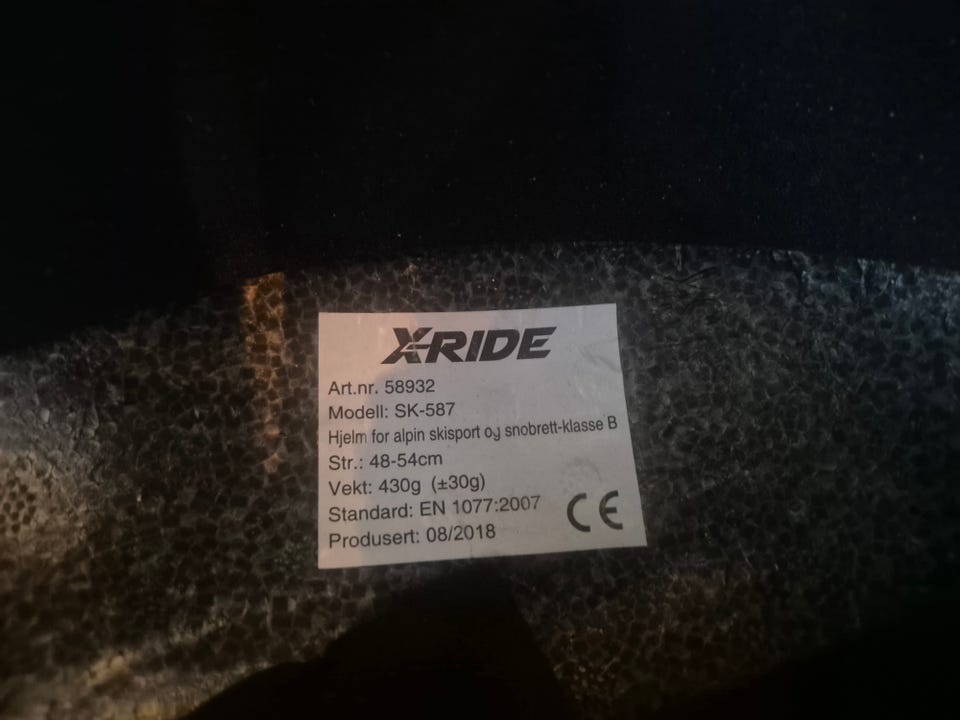 X-RIDE
Art.nr. 58932
Modell: SK-587
Hjelm for alpin skisport og snobrett-klasse B
Str.: 48-54cm
Vekt: 430g (±30g)
Standard: EN 1077:2007
Produsert: 08/2018
CE